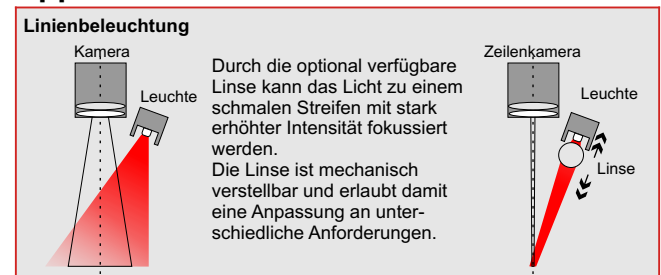 Linienbeleuchtung
Kamera
Leuchte
Durch die optional verfügbare
Linse kann das Licht zu einem
schmalen Streifen mit stark
erhöhter Intensität fokussiert
werden.
Die Linse ist mechanisch
verstellbar und erlaubt damit
eine Anpassung an unter-
schiedliche Anforderungen.
Zeilenkamera
Leuchte
Linse